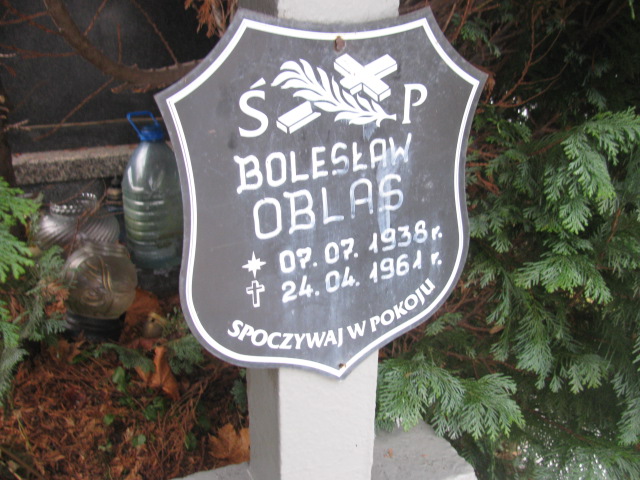 Ś P
BOLESŁAW
OBLAS
07. 07. 1938 r.
24. 04. 1961 r.
SPOCZYWAJ W POKOJU